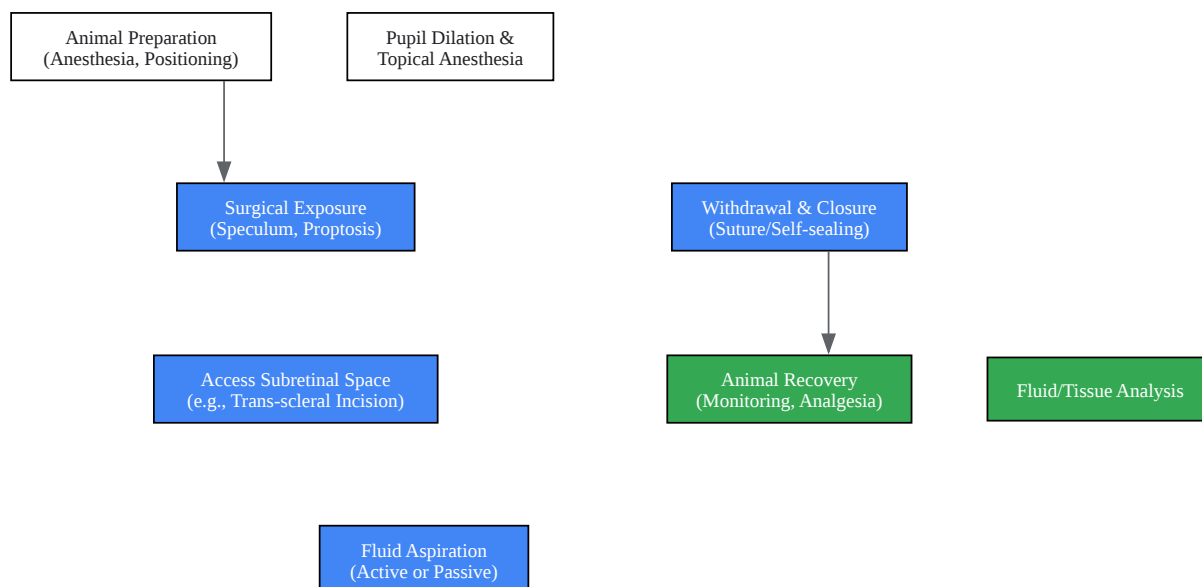 Animal Preparation
(Anesthesia, Positioning)
Pupil Dilation &
Topical Anesthesia
Surgical Exposure
(Speculum, Proptosis)
Withdrawal & Closure
(Suture/Self-sealing)
Access Subretinal Space
(e.g., Trans-scleral Incision)
Animal Recovery
(Monitoring, Analgesia)
Fluid/Tissue Analysis
Fluid Aspiration
(Active or Passive)